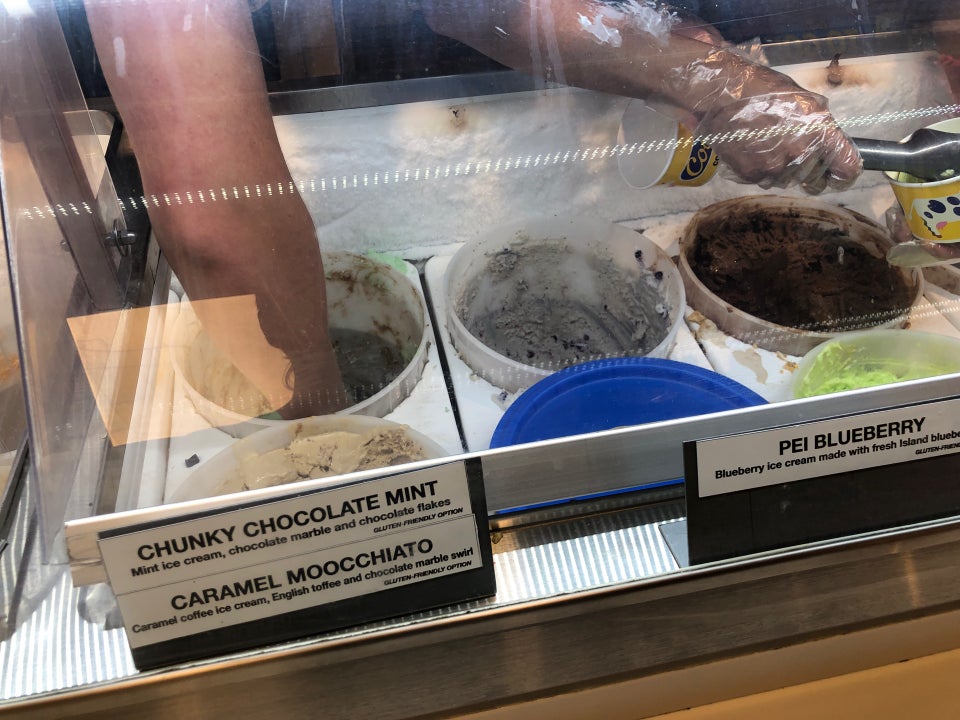 CHUNKY CHOCOLATE MINT
Mint ice cream, chocolate marble and chocolate flakes
GLUTEN-FRIENDLY OPTION
CARAMEL MOOCCHIATO
Caramel coffee ice cream, English toffee and chocolate marble swirl
GLUTEN-FRIENDLY OPTION
PEI BLUEBERRY
Blueberry ice cream made with fresh Island